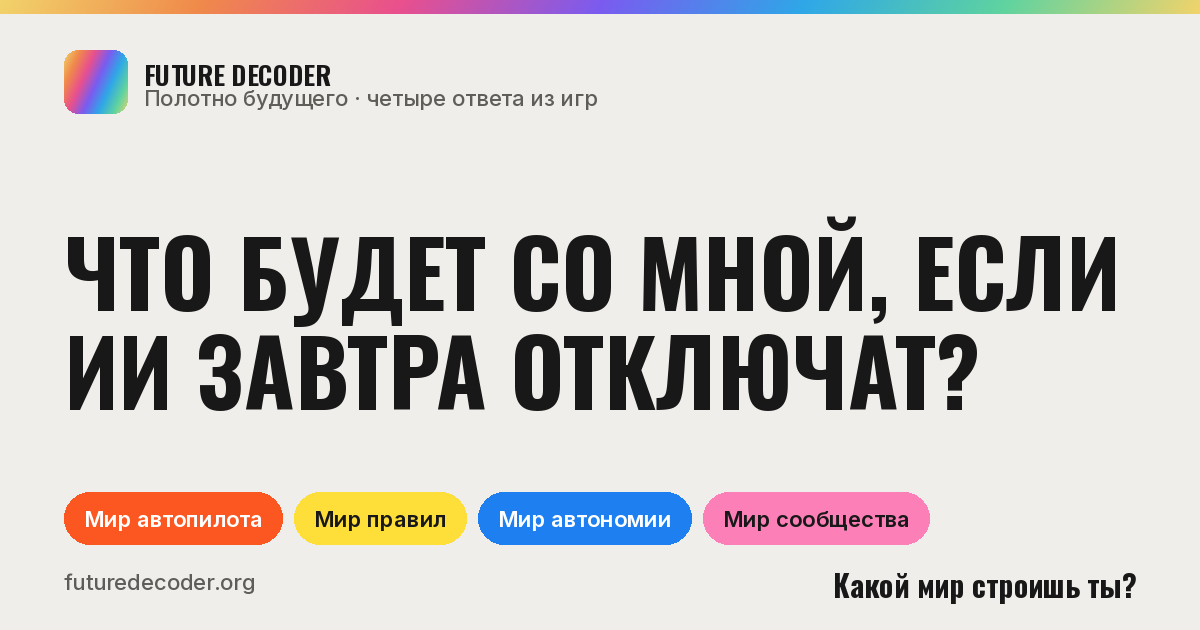 FUTURE DECODER
Полотно будущего · четыре ответа из игр
ЧТО БУДЕТ СО МНОЙ, ЕСЛИ
ИИ ЗАВТРА ОТКЛЮЧАТ?
Мир автопилота
Мир правил
Мир автономии
Мир сообщества
futuredecoder.org
Какой мир строишь ты?